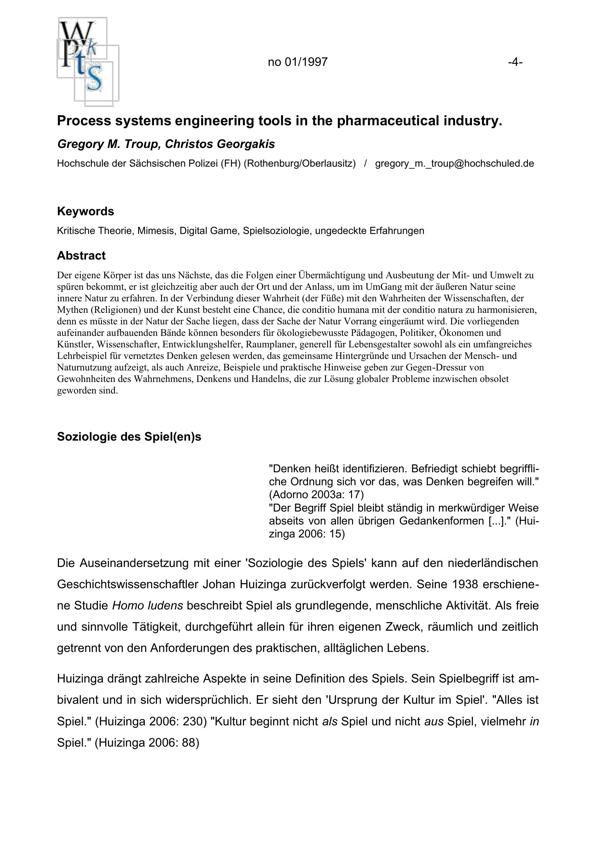 W
Pkt
tS
no 01/1997 -4-
Process systems engineering tools in the pharmaceutical industry.
Gregory M. Troup, Christos Georgakis
Hochschule der Sächsischen Polizei (FH) (Rothenburg/Oberlausitz) / gregory_m._troup@hochschuled.de
Keywords
Kritische Theorie, Mimesis, Digital Game, Spielsoziologie, ungedeckte Erfahrungen
Abstract
Der eigene Körper ist das uns Nächste, das die Folgen einer Übermächtigung und Ausbeutung der Mit- und Umwelt zu
spüren bekommt, er ist gleichzeitig aber auch der Ort und der Anlass, um im UmGang mit der äußeren Natur seine
innere Natur zu erfahren. In der Verbindung dieser Wahrheit (der Füße) mit den Wahrheiten der Wissenschaften, der
Mythen (Religionen) und der Kunst besteht eine Chance, die conditio humana mit der conditio natura zu harmonisieren,
denn es müsste in der Natur der Sache liegen, dass der Sache der Natur Vorrang eingeräumt wird. Die vorliegenden
aufeinander aufbauenden Bände können besonders für ökologiebewusste Pädagogen, Politiker, Ökonomen und
Künstler, Wissenschafter, Entwicklungshelfer, Raumplaner, generell für Lebensgestalter sowohl als ein umfangreiches
Lehrbeispiel für vernetztes Denken gelesen werden, das gemeinsame Hintergründe und Ursachen der Mensch- und
Naturnutzung aufzeigt, als auch Anreize, Beispiele und praktische Hinweise geben zur Gegen-Dressur von
Gewohnheiten des Wahrnehmens, Denkens und Handelns, die zur Lösung globaler Probleme inzwischen obsolet
geworden sind.
Soziologie des Spiel(en)s
"Denken heißt identifizieren. Befriedigt schiebt begriffli-
che Ordnung sich vor das, was Denken begreifen will."
(Adorno 2003a: 17)
"Der Begriff Spiel bleibt ständig in merkwürdiger Weise
abseits von allen übrigen Gedankenformen [...]." (Hui-
zinga 2006: 15)
Die Auseinandersetzung mit einer 'Soziologie des Spiels' kann auf den niederländischen
Geschichtswissenschaftler Johan Huizinga zurückverfolgt werden. Seine 1938 erschiene-
ne Studie Homo ludens beschreibt Spiel als grundlegende, menschliche Aktivität. Als freie
und sinnvolle Tätigkeit, durchgeführt allein für ihren eigenen Zweck, räumlich und zeitlich
getrennt von den Anforderungen des praktischen, alltäglichen Lebens.
Huizinga drängt zahlreiche Aspekte in seine Definition des Spiels. Sein Spielbegriff ist am-
bivalent und in sich widersprüchlich. Er sieht den 'Ursprung der Kultur im Spiel'. "Alles ist
Spiel." (Huizinga 2006: 230) "Kultur beginnt nicht als Spiel und nicht aus Spiel, vielmehr in
Spiel." (Huizinga 2006: 88)